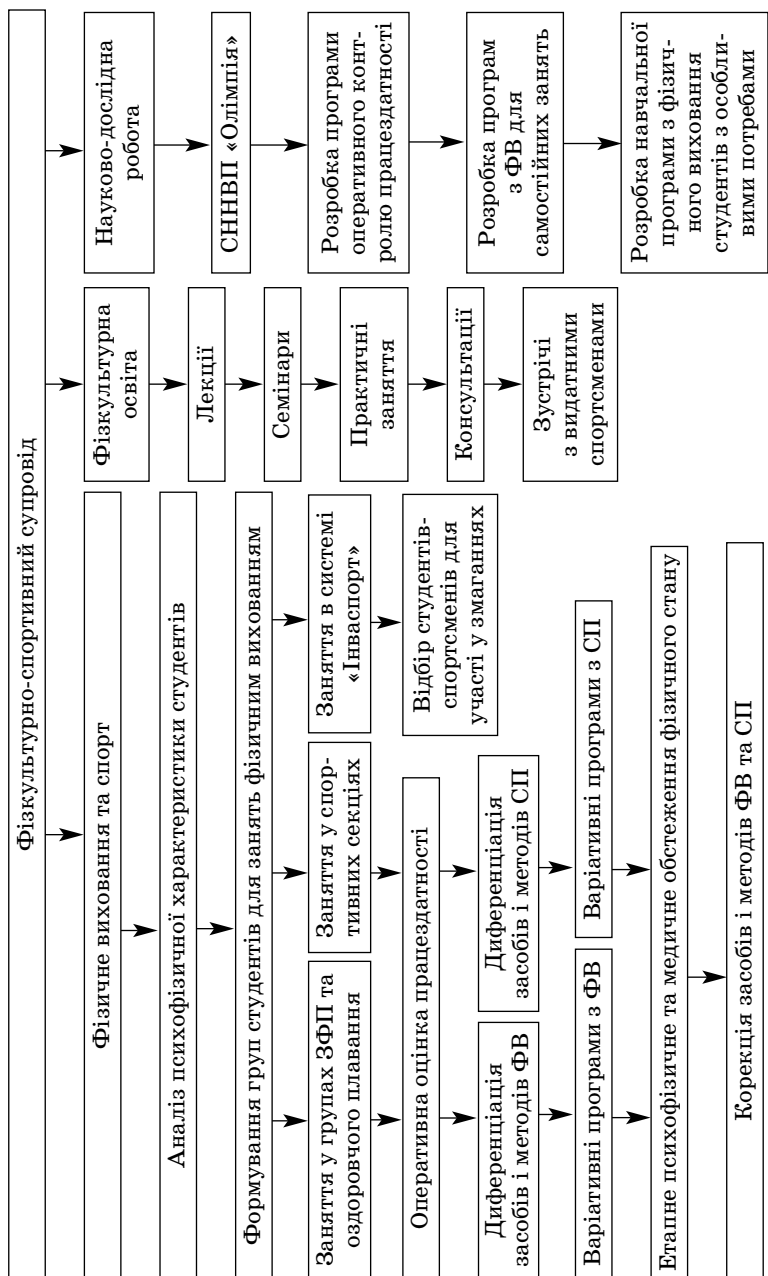 Фізкультурно-спортивний супровід
Фізичне виховання та спорт
Аналіз психофізичної характеристики студентів
Формування груп студентів для занять фізичним вихованням
Заняття у групах ЗФП та
оздоровчого плавання
Заняття у спор-
тивних секціях
Заняття в системі
«Інваспорт»
Оперативна оцінка працездатності
Відбір студентів-
спортсменів для
участі у змаганнях
Диференціація
засобів і методів ФВ
Диференціація
засобів і методів СП
Варіативні програми з ФВ
Варіативні програми з СП
Етапне психофізичне та медичне обстеження фізичного стану
Корекція засобів і методів ФВ та СП
Фізкультурна
освіта
Лекції
Семінари
Практичні
заняття
Консультації
Зустрічі
з видатними
спортсменами
Науково-дослідна
робота
СННВП «Олімпія»
Розробка програми
оперативного конт-
ролю працездатності
Розробка програм
з ФВ для
самостійних занять
Розробка навчальної
програми з фізич-
ного виховання
студентів з особли-
вими потребами